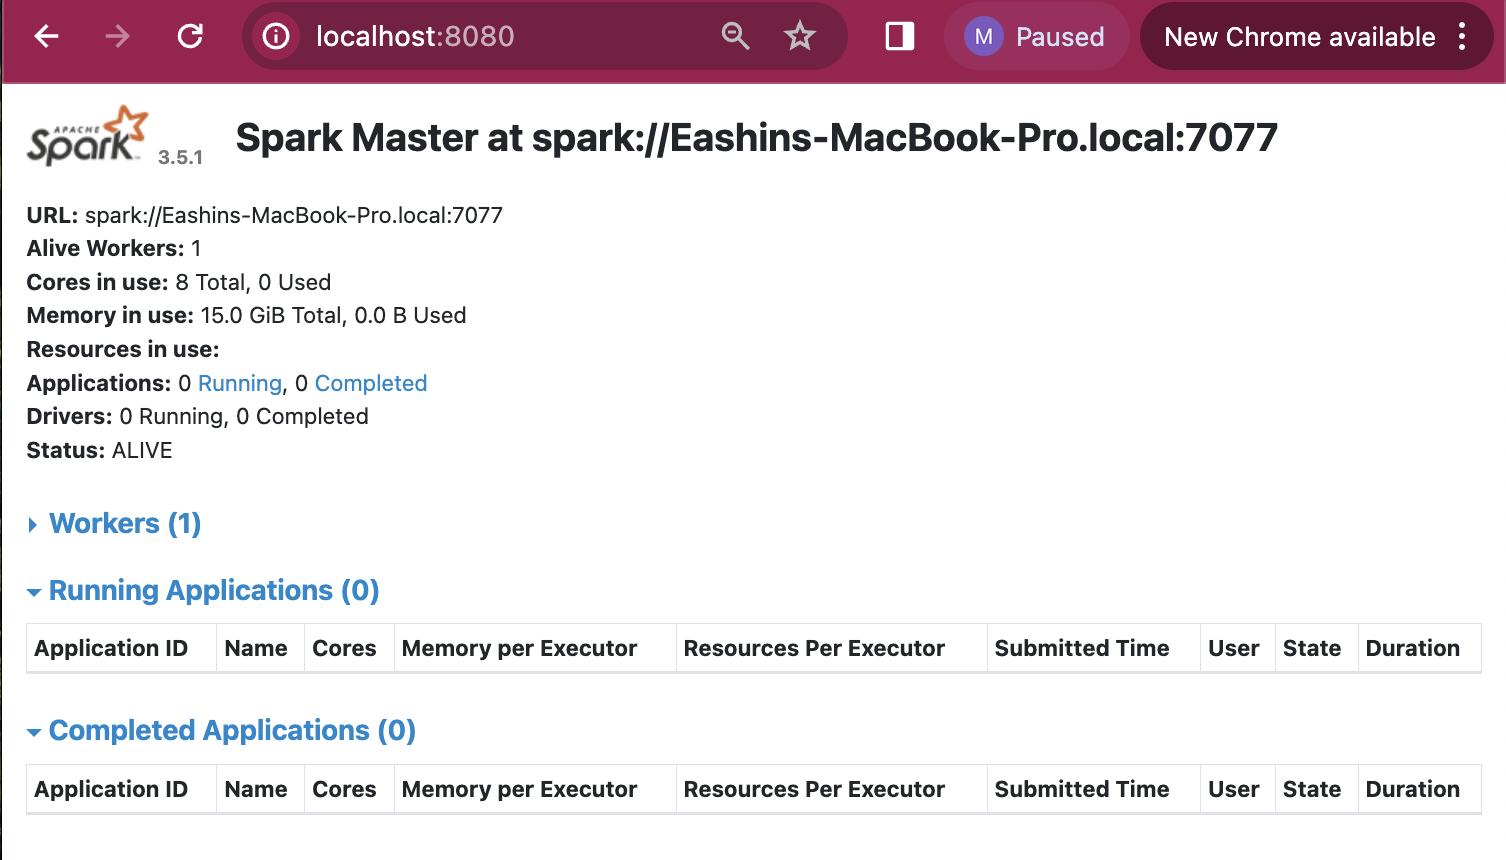 localhost:8080
M Paused
New Chrome available
APACHE
Spark™ 3.5.1
Spark Master at spark://Eashins-MacBook-Pro.local:7077
URL: spark://Eashins-MacBook-Pro.local:7077
Alive Workers: 1
Cores in use: 8 Total, 0 Used
Memory in use: 15.0 GiB Total, 0.0 B Used
Resources in use:
Applications: 0 Running, 0 Completed
Drivers: 0 Running, 0 Completed
Status: ALIVE
Workers (1)
Running Applications (0)
Application ID Name Cores Memory per Executor Resources Per Executor Submitted Time User State Duration
Completed Applications (0)
Application ID Name Cores Memory per Executor Resources Per Executor Submitted Time User State Duration